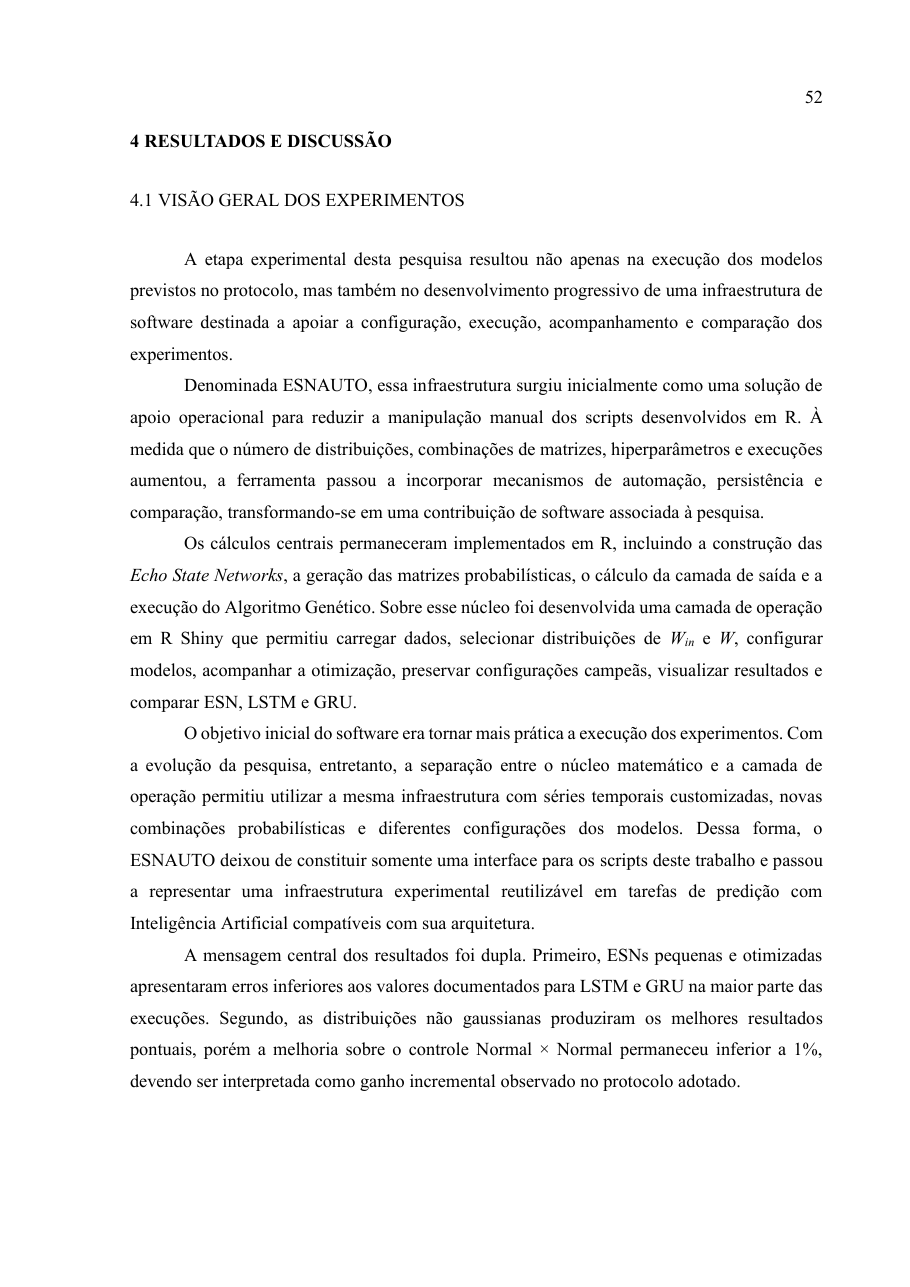 52
4 RESULTADOS E DISCUSSÃO
4.1 VISÃO GERAL DOS EXPERIMENTOS
A etapa experimental desta pesquisa resultou não apenas na execução dos modelos
previstos no protocolo, mas também no desenvolvimento progressivo de uma infraestrutura de
software destinada a apoiar a configuração, execução, acompanhamento e comparação dos
experimentos.
Denominada ESNAUTO, essa infraestrutura surgiu inicialmente como uma solução de
apoio operacional para reduzir a manipulação manual dos scripts desenvolvidos em R. À
medida que o número de distribuições, combinações de matrizes, hiperparâmetros e execuções
aumentou, a ferramenta passou a incorporar mecanismos de automação, persistência e
comparação, transformando-se em uma contribuição de software associada à pesquisa.
Os cálculos centrais permaneceram implementados em R, incluindo a construção das
Echo State Networks, a geração das matrizes probabilísticas, o cálculo da camada de saída e a
execução do Algoritmo Genético. Sobre esse núcleo foi desenvolvida uma camada de operação
em R Shiny que permitiu carregar dados, selecionar distribuições de Win e W, configurar
modelos, acompanhar a otimização, preservar configurações campeãs, visualizar resultados e
comparar ESN, LSTM e GRU.
O objetivo inicial do software era tornar mais prática a execução dos experimentos. Com
a evolução da pesquisa, entretanto, a separação entre o núcleo matemático e a camada de
operação permitiu utilizar a mesma infraestrutura com séries temporais customizadas, novas
combinações probabilísticas e diferentes configurações dos modelos. Dessa forma, o
ESNAUTO deixou de constituir somente uma interface para os scripts deste trabalho e passou
a representar uma infraestrutura experimental reutilizável em tarefas de predição com
Inteligência Artificial compatíveis com sua arquitetura.
A mensagem central dos resultados foi dupla. Primeiro, ESNs pequenas e otimizadas
apresentaram erros inferiores aos valores documentados para LSTM e GRU na maior parte das
execuções. Segundo, as distribuições não gaussianas produziram os melhores resultados
pontuais, porém a melhoria sobre o controle Normal × Normal permaneceu inferior a 1%,
devendo ser interpretada como ganho incremental observado no protocolo adotado.